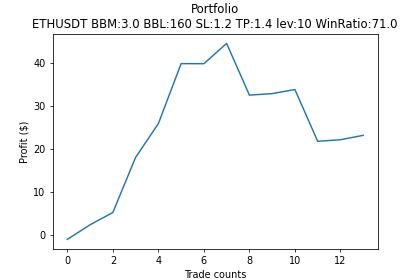 Portfolio
ETHUSDT BBM:3.0 BBL:160 SL:1.2 TP:1.4 lev:10 WinRatio:71.0
40
30
20
10
0
Profit ($)
0 2 4 6 8 10 12
Trade counts